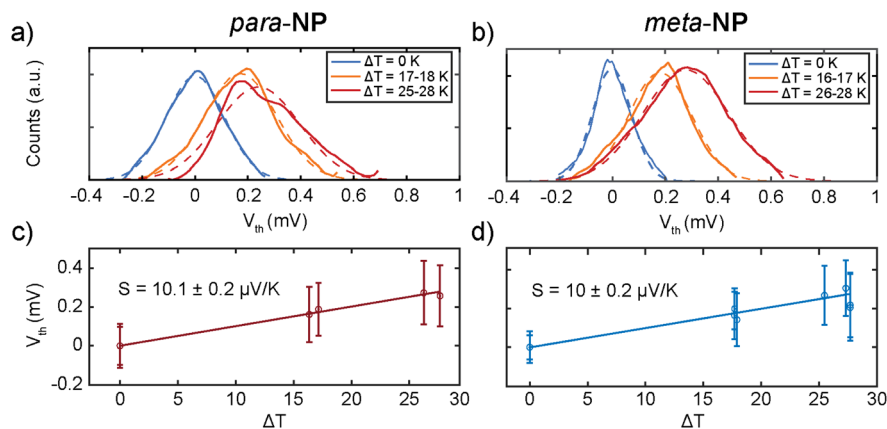 para-NP
meta-NP
a)
ΔT = 0 K
ΔT = 17-18 K
ΔT = 25-28 K
Counts (a.u.)
-0.4 -0.2 0 0.2 0.4 0.6 0.8 1
Vth (mV)
b)
ΔT = 0 K
ΔT = 16-17 K
ΔT = 26-28 K
-0.4 -0.2 0 0.2 0.4 0.6 0.8 1
Vth (mV)
c)
S = 10.1 ± 0.2 µV/K
Vth (mV)
0.4
0.2
0
-0.2
0 5 10 15 20 25 30
ΔT
d)
S = 10 ± 0.2 µV/K
0 5 10 15 20 25 30
ΔT